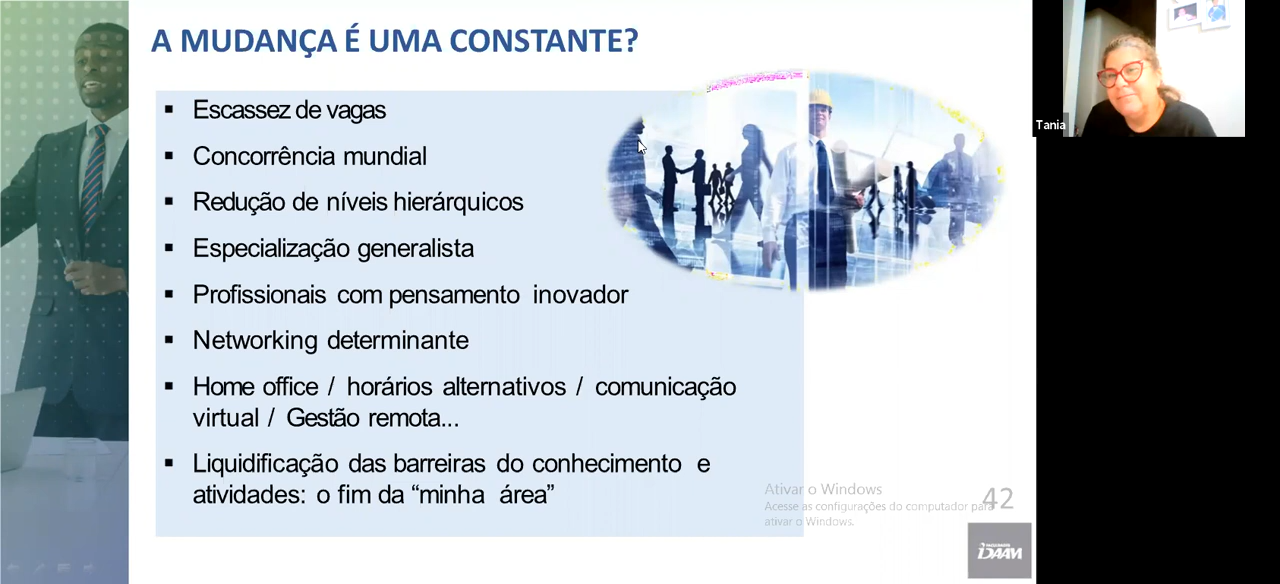 A MUDANÇA É UMA CONSTANTE?
Escassez de vagas
Concorrência mundial
Redução de níveis hierárquicos
Especialização generalista
Profissionais com pensamento inovador
Networking determinante
Home office / horários alternativos / comunicação
virtual / Gestão remota...
Liquidificação das barreiras do conhecimento e
atividades: o fim da “minha área”
Tania
Ativar o Windows
Acesse as configurações do computador para
ativar o Windows.
42
IDAAM